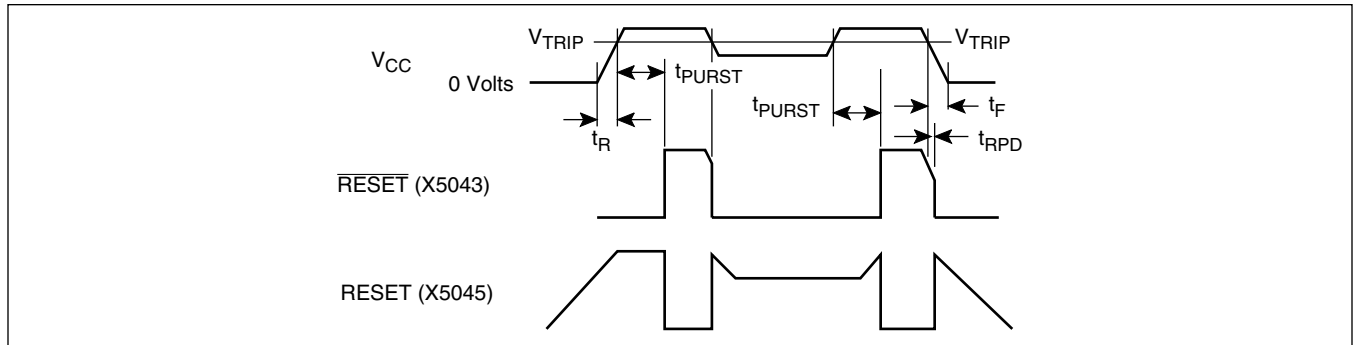 VTRIP
VTRIP
VCC
0 Volts
tPURST
tPURST
tF
tR
tRPD
RESET (X5043)
RESET (X5045)